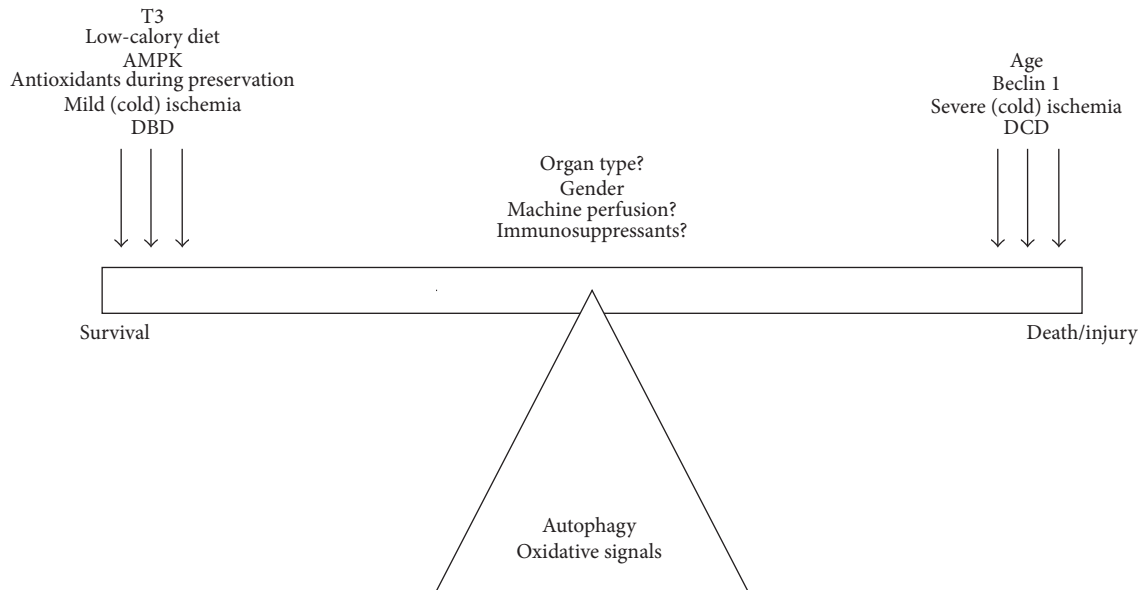 T3
Low-calory diet
AMPK
Antioxidants during preservation
Mild (cold) ischemia
DBD
Age
Beclin 1
Severe (cold) ischemia
DCD
Organ type?
Gender
Machine perfusion?
Immunosuppressants?
Survival
Death/injury
Autophagy
Oxidative signals